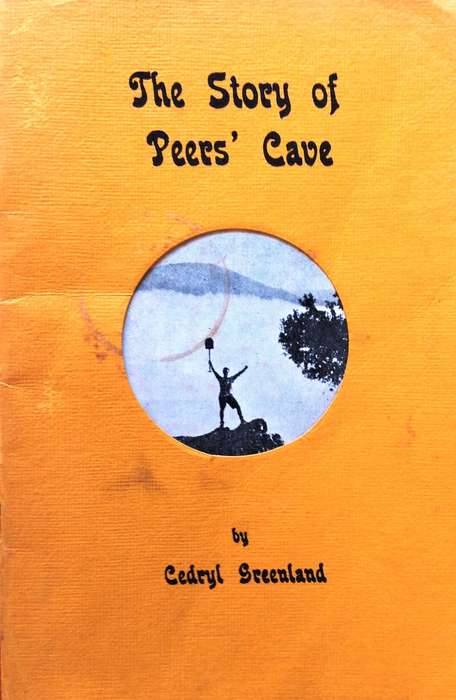 The Story of
Peers' Cave
by
Cedryl Greenland